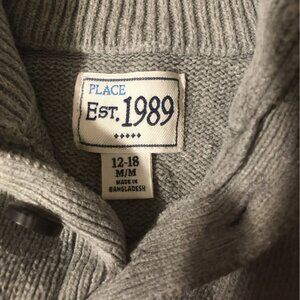 PLACE
EST. 1989
12-18
M/M
MADE IN
BANGLADESH